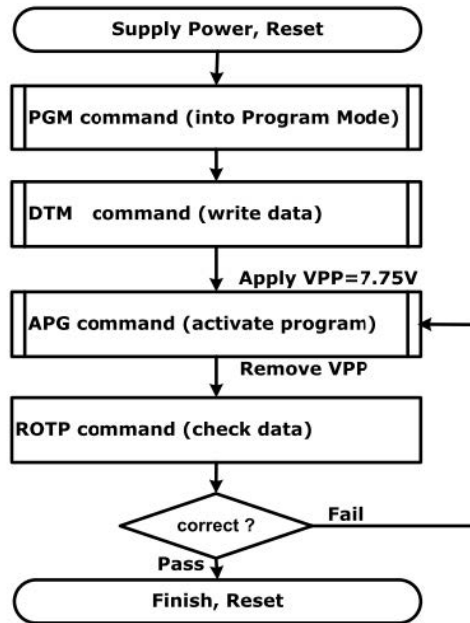 Supply Power, Reset
PGM command (into Program Mode)
DTM command (write data)
Apply VPP=7.75V
APG command (activate program)
Remove VPP
ROTP command (check data)
correct ?
Fail
Pass
Finish, Reset